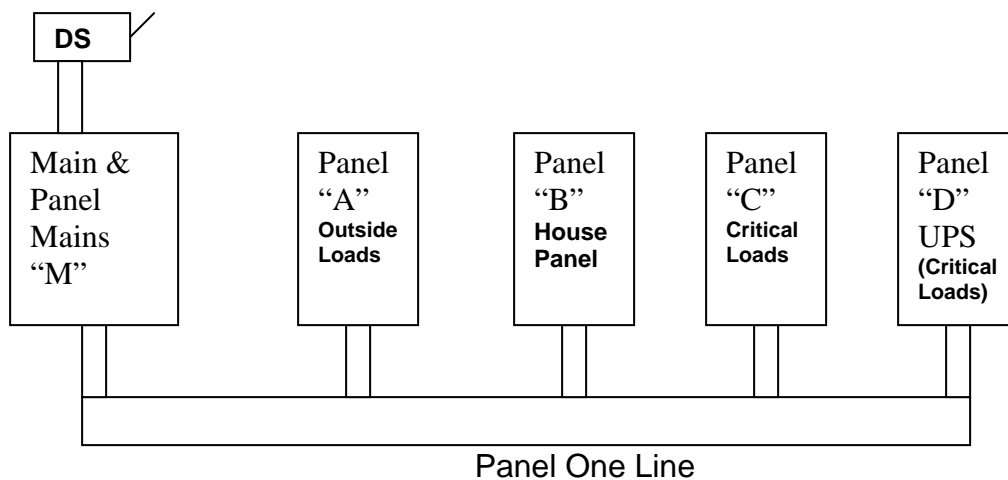 DS
Main &
Panel
Mains
“M”
Panel
“A”
Outside
Loads
Panel
“B”
House
Panel
Panel
“C”
Critical
Loads
Panel
“D”
UPS
(Critical
Loads)
Panel One Line